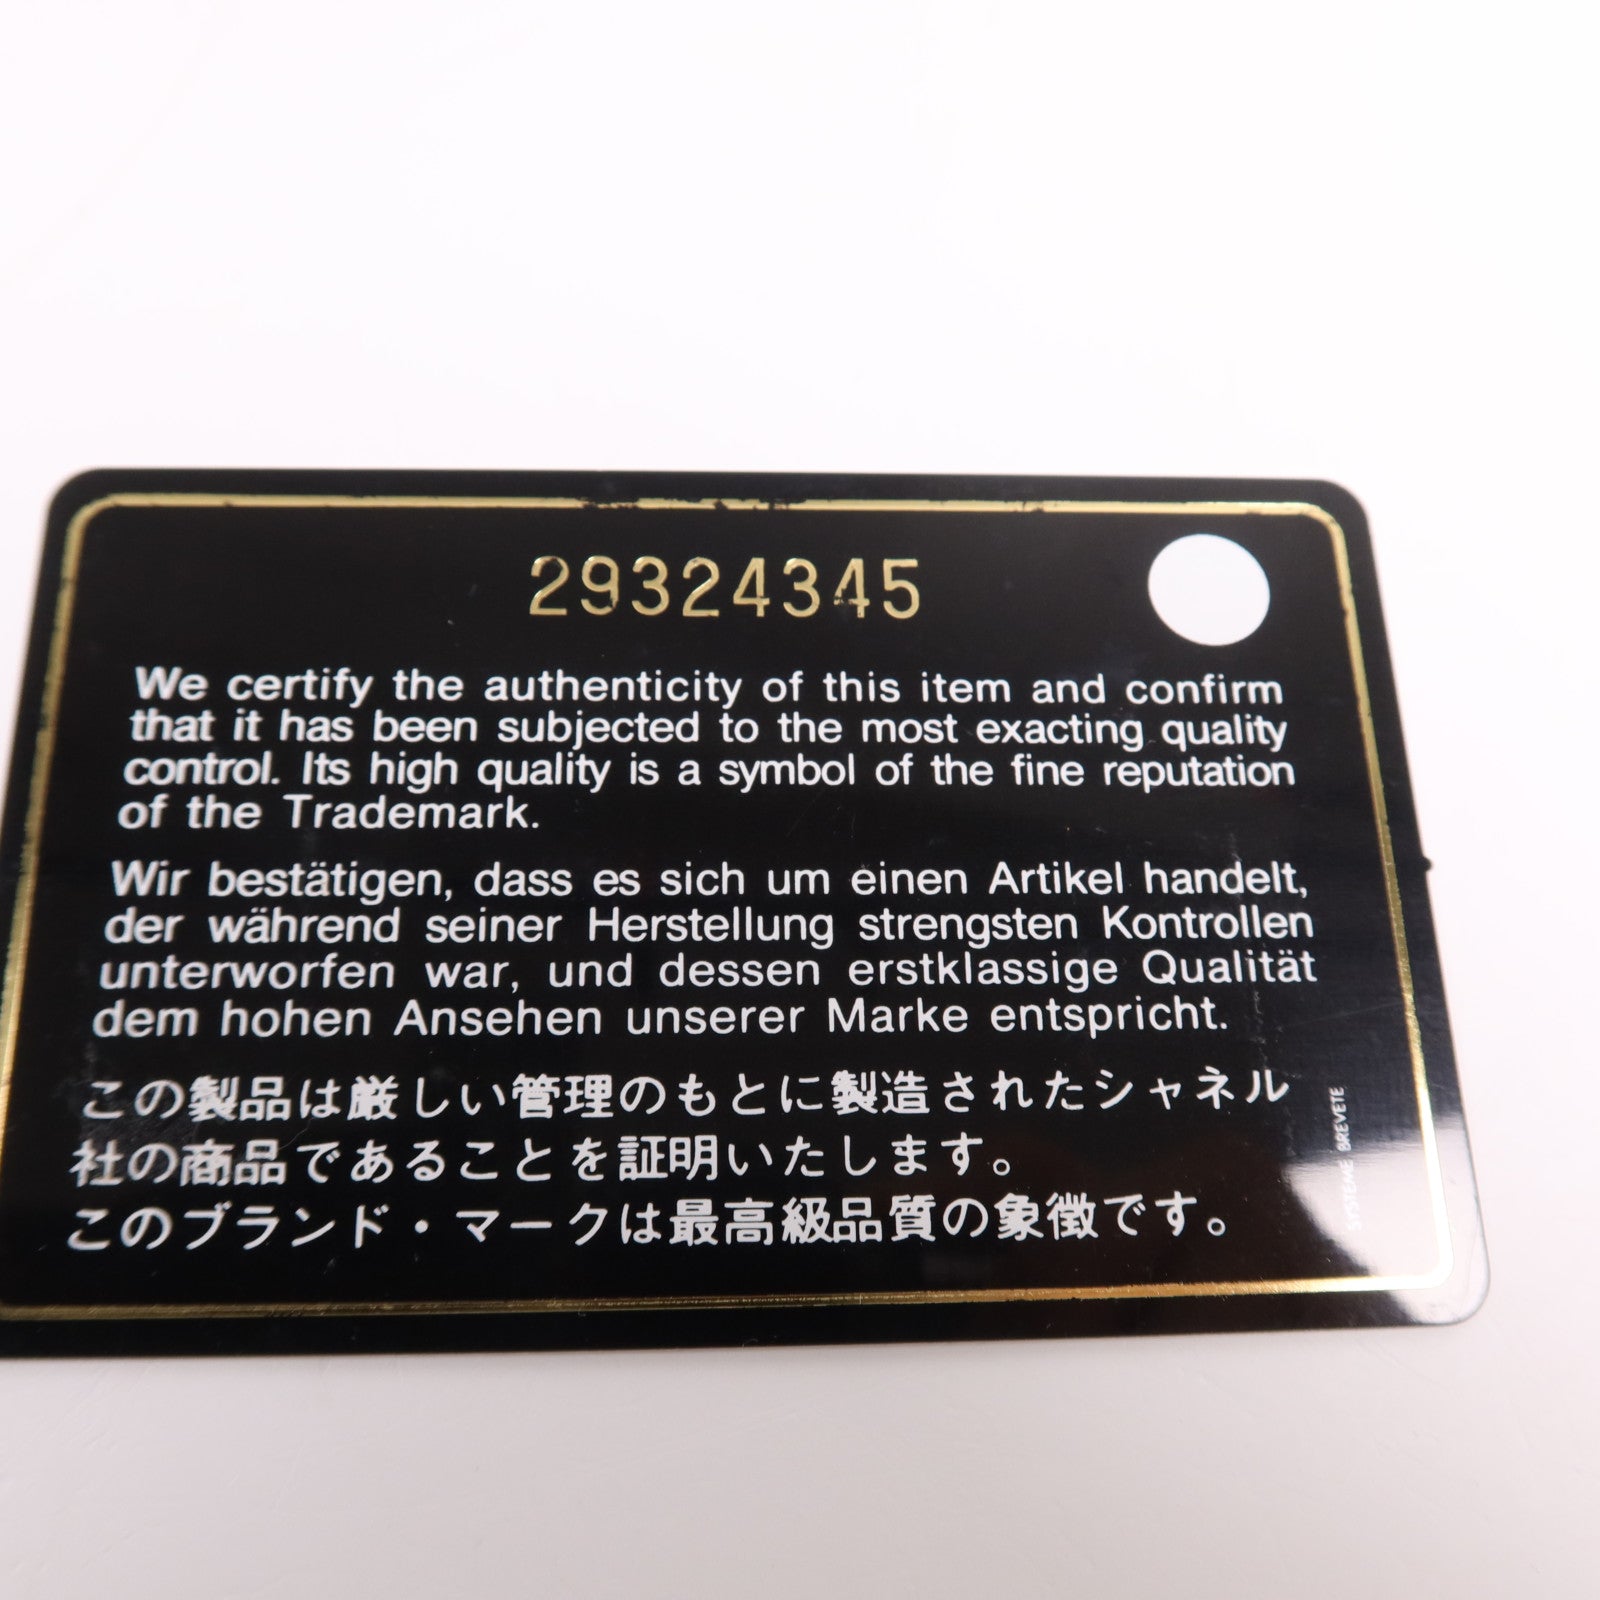 29324345
We certify the authenticity of this item and confirm
that it has been subjected to the most exacting quality
control. Its high quality is a symbol of the fine reputation
of the Trademark.
Wir bestätigen, dass es sich um einen Artikel handelt,
der während seiner Herstellung strengsten Kontrollen
unterworfen war, und dessen erstklassige Qualität
dem hohen Ansehen unserer Marke entspricht.
この製品は厳しい管理のもとに製造されたシャネル
社の商品であることを証明いたします。
このブランド・マークは最高級品質の象徴です。
SYSTEME BREVETE